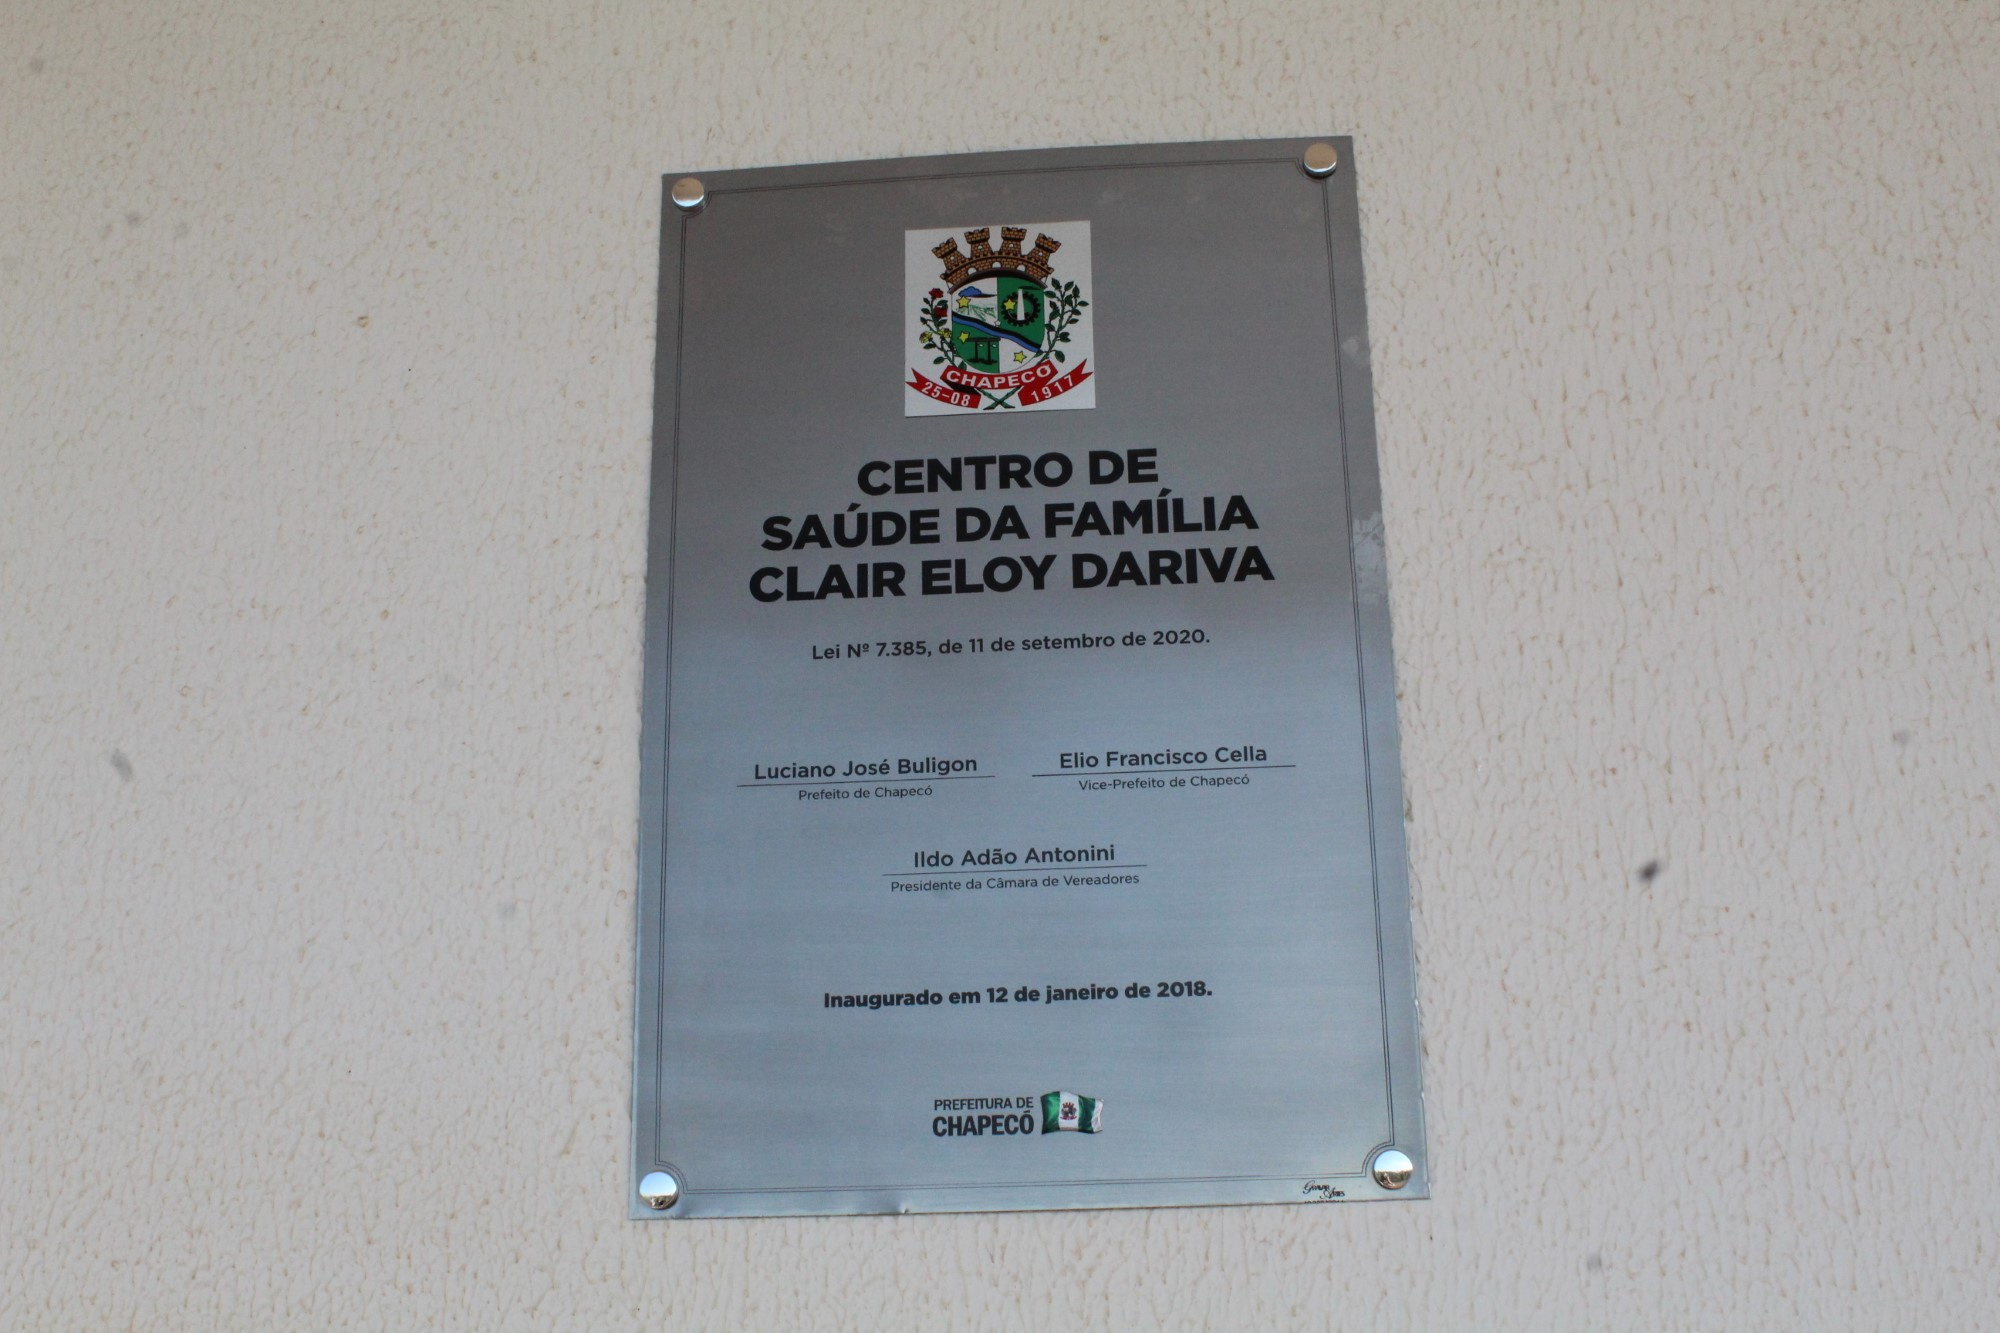 CHAPECÓ
25-08 1917
CENTRO DE
SAÚDE DA FAMÍLIA
CLAIR ELOY DARIVA
Lei Nº 7.385, de 11 de setembro de 2020.
Luciano José Buligon
Prefeito de Chapecó
Elio Francisco Cella
Vice-Prefeito de Chapecó
Ildo Adão Antonini
Presidente da Câmara de Vereadores
Inaugurado em 12 de janeiro de 2018.
PREFEITURA DE
CHAPECÓ